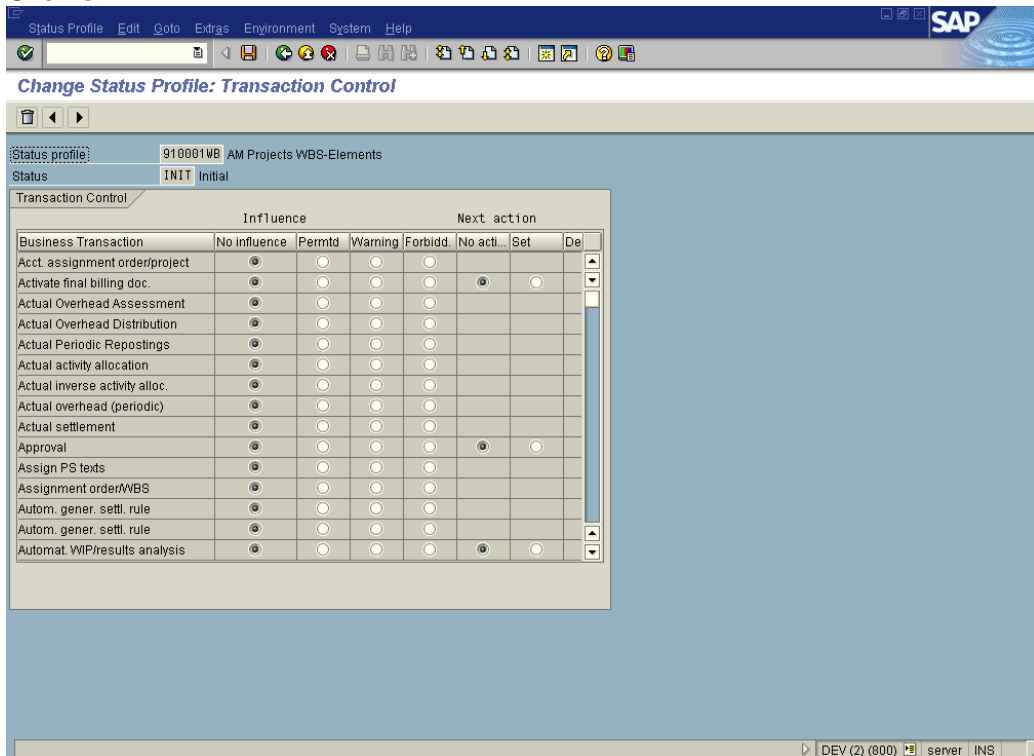 Status Profile Edit Goto Extras Environment System Help
SAP
Change Status Profile: Transaction Control
Status profile 910001WB AM Projects WBS-Elements
Status INIT Initial
Transaction Control
Influence Next action
Business Transaction No influence Permtd Warning Forbidd. No acti... Set De
Acct. assignment order/project
Activate final billing doc.
Actual Overhead Assessment
Actual Overhead Distribution
Actual Periodic Repostings
Actual activity allocation
Actual inverse activity alloc.
Actual overhead (periodic)
Actual settlement
Approval
Assign PS texts
Assignment order/WBS
Autom. gener. settl. rule
Autom. gener. settl. rule
Automat. WIP/results analysis
DEV (2) (800) server INS